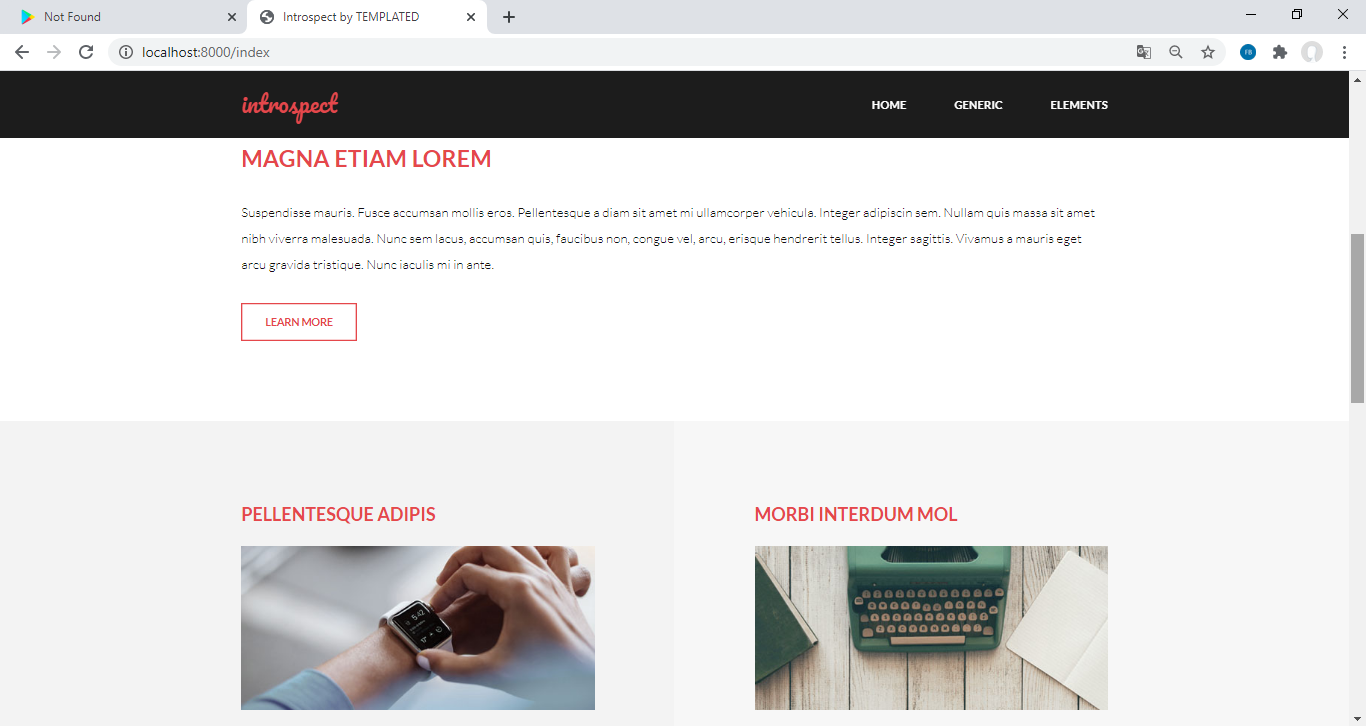 Not Found
Introspect by TEMPLATED
localhost:8000/index
introspect
HOME GENERIC ELEMENTS
MAGNA ETIAM LOREM
Suspendisse mauris. Fusce accumsan mollis eros. Pellentesque a diam sit amet mi ullamcorper vehicula. Integer adipiscin sem. Nullam quis massa sit amet
nibh viverra malesuada. Nunc sem lacus, accumsan quis, faucibus non, congue vel, arcu, erisque hendrerit tellus. Integer sagittis. Vivamus a mauris eget
arcu gravida tristique. Nunc iaculis mi in ante.
LEARN MORE
PELLENTESQUE ADIPIS
MORBI INTERDUM MOL
5:42